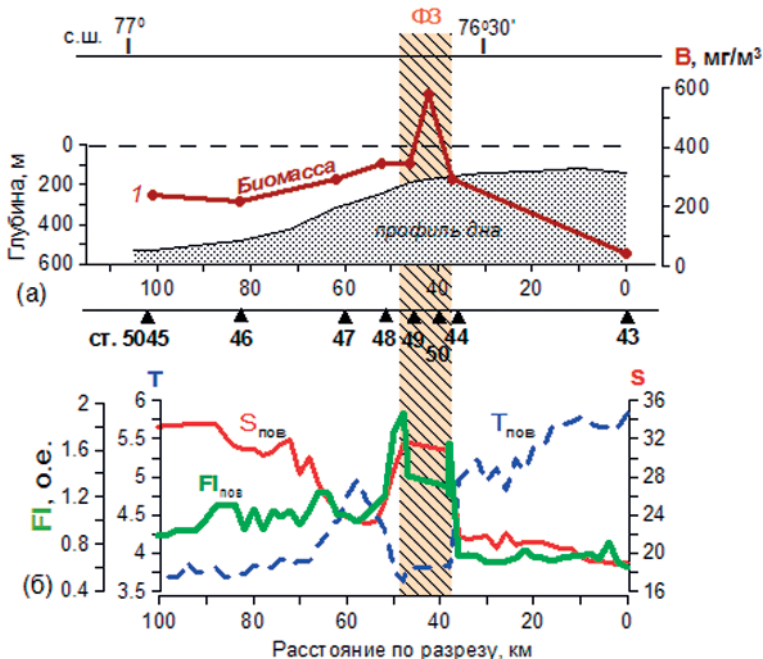 ФЗ
с.ш. 77⁰ 76⁰30'
В, мг/м³
Глубина, м
0
200
400
600
600
400
200
0
1 Биомасса
профиль дна
(а)
100 80 60 40 20 0
ст. 5045 46 47 48 49 50 44 43
Т S
FI, о.е.
2
1.6
1.2
0.8
0.4
6
5.5
5
4.5
4
3.5
36
32
28
24
20
16
Sпов
FIпов
Тпов
(б)
100 80 60 40 20 0
Расстояние по разрезу, км